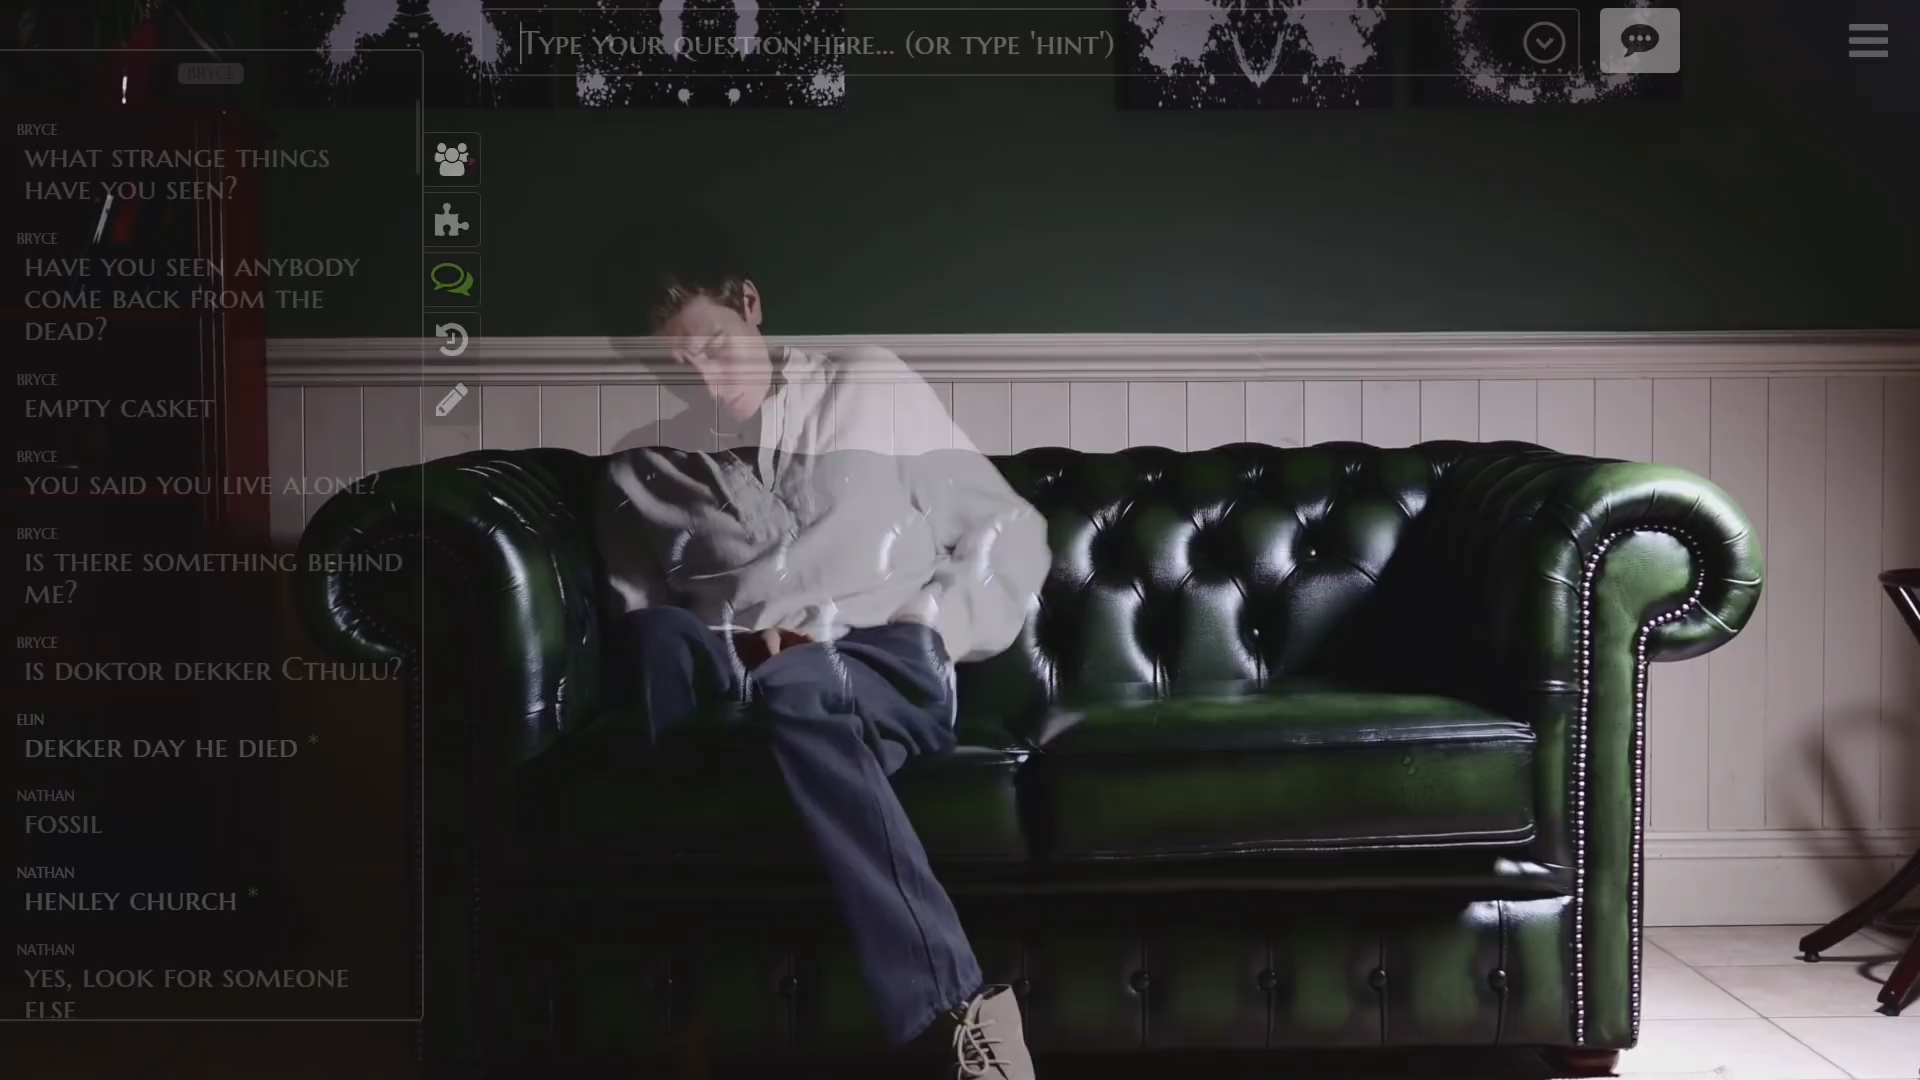 Type your question here... (or type 'hint')
BRYCE
BRYCE
WHAT STRANGE THINGS
HAVE YOU SEEN?
BRYCE
HAVE YOU SEEN ANYBODY
COME BACK FROM THE
DEAD?
BRYCE
EMPTY CASKET
BRYCE
YOU SAID YOU LIVE ALONE?
BRYCE
IS THERE SOMETHING BEHIND
ME?
BRYCE
IS DOKTOR DEKKER CTHULU?
ELIN
DEKKER DAY HE DIED *
NATHAN
FOSSIL
NATHAN
HENLEY CHURCH *
NATHAN
YES, LOOK FOR SOMEONE
ELSE